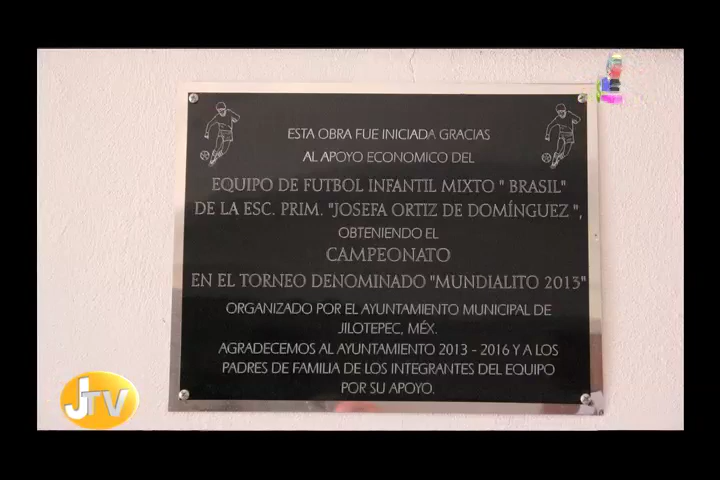 ESTA OBRA FUE INICIADA GRACIAS
AL APOYO ECONOMICO DEL
EQUIPO DE FUTBOL INFANTIL MIXTO " BRASIL"
DE LA ESC. PRIM. "JOSEFA ORTIZ DE DOMÍNGUEZ ",
OBTENIENDO EL
CAMPEONATO
EN EL TORNEO DENOMINADO "MUNDIALITO 2013"
ORGANIZADO POR EL AYUNTAMIENTO MUNICIPAL DE
JILOTEPEC, MÉX.
AGRADECEMOS AL AYUNTAMIENTO 2013 - 2016 Y A LOS
PADRES DE FAMILIA DE LOS INTEGRANTES DEL EQUIPO
POR SU APOYO.
JTV